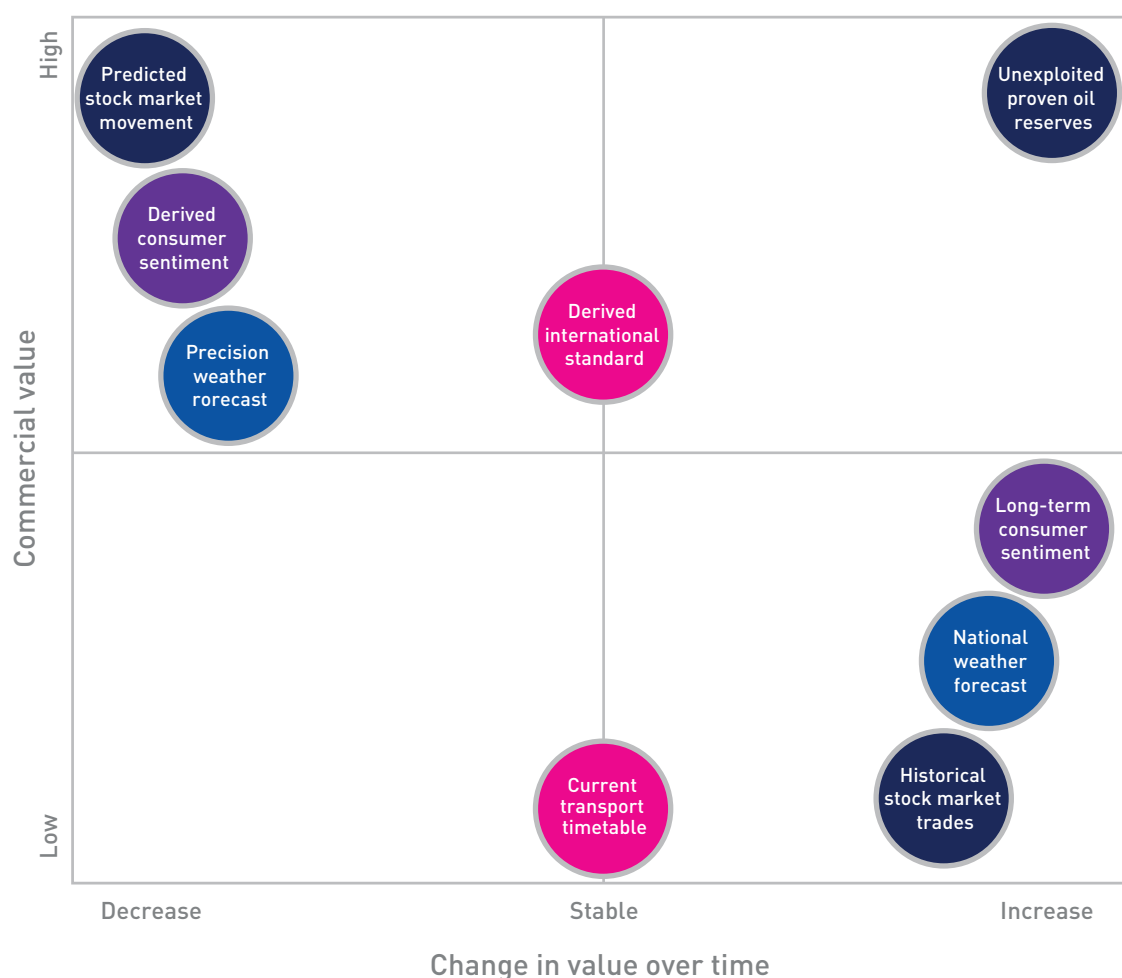 High
Predicted
stock market
movement
Unexploited
proven oil
reserves
Derived
consumer
sentiment
Derived
international
standard
Precision
weather
rorecast
Commercial value
Long-term
consumer
sentiment
National
weather
forecast
Historical
stock market
trades
Current
transport
timetable
Low
Decrease
Stable
Increase
Change in value over time